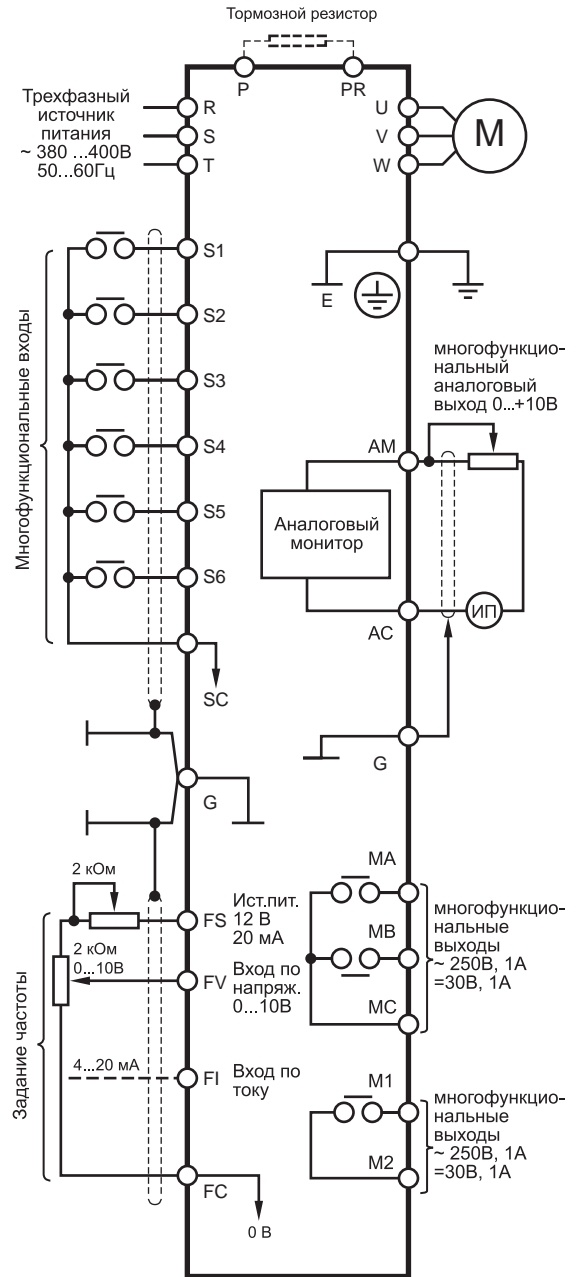 Тормозной резистор
P
PR
Трехфазный
источник
питания
~ 380 ...400В
50...60Гц
R
S
T
U
V
W
M
Многофункциональные входы
S1
S2
S3
S4
S5
S6
SC
E
многофункцио-
нальный
аналоговый
выход 0...+10В
AM
Аналоговый
монитор
AC
ИП
G
G
Задание частоты
2 кОм
2 кОм
0...10В
4...20 мА
FS
Ист.пит.
12 В
20 мА
FV
Вход по
напряж.
0...10В
FI
Вход по
току
FC
0 В
MA
MB
MC
многофункцио-
нальные
выходы
~ 250В, 1А
=30В, 1А
M1
M2
многофункцио-
нальные
выходы
~ 250В, 1А
=30В, 1А